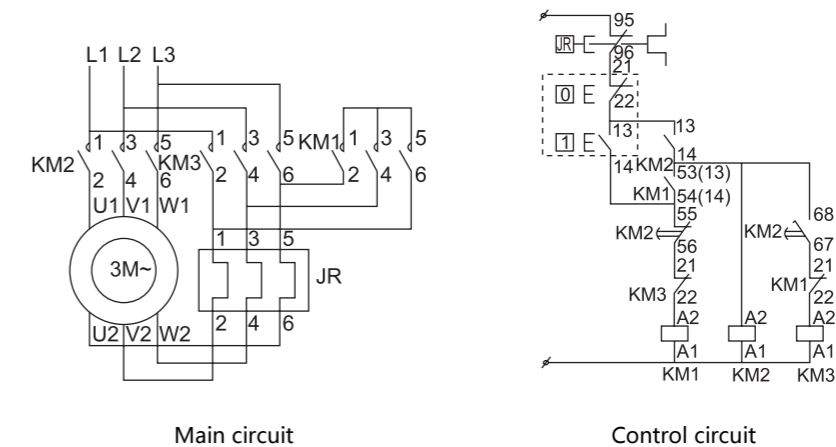 L1 L2 L3
KM2 1 3 5 KM3 1 3 5 KM1 1 3 5
2 4 6 2 4 6 2 4 6
U1 V1 W1
1 3 5
3M~
JR
2 4 6
U2 V2 W2
Main circuit
95
JR
96
21
0
22
1
13 13
14 KM2 14
53(13)
KM1 54(14)
55 68
KM2 KM2
56 67
21 21
KM3 22 KM1 22
A2 A2 A2
A1 A1 A1
KM1 KM2 KM3
Control circuit